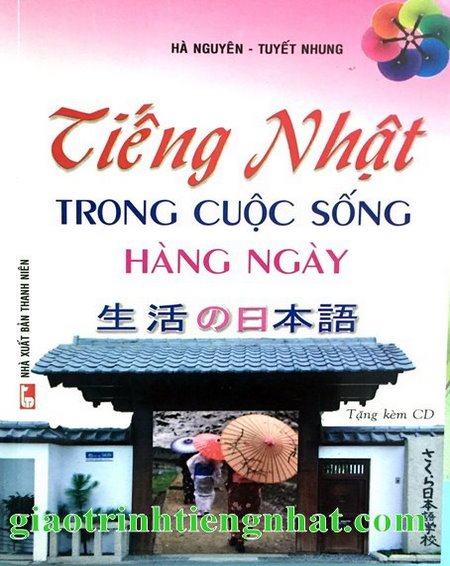 HÀ NGUYÊN - TUYẾT NHUNG
Tiếng Nhật
TRONG CUỘC SỐNG
HÀNG NGÀY
生活の日本語
NHÀ XUẤT BẢN THANH NIÊN
Tặng kèm CD
さくら日本語学校
giaotrinhtiengnhat.com